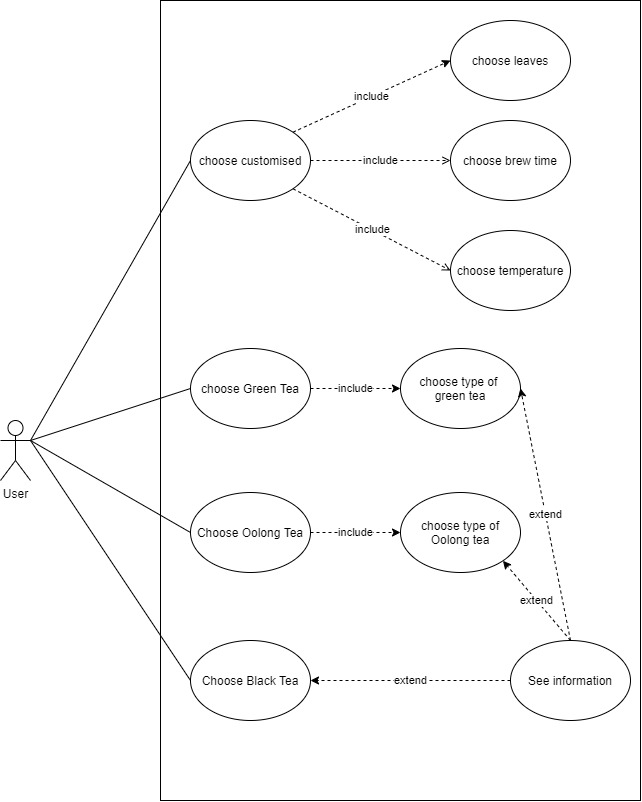 choose leaves
include
choose customised
include
choose brew time
include
choose temperature
choose Green Tea
include
choose type of
green tea
User
extend
Choose Oolong Tea
include
choose type of
Oolong tea
extend
Choose Black Tea
extend
See information